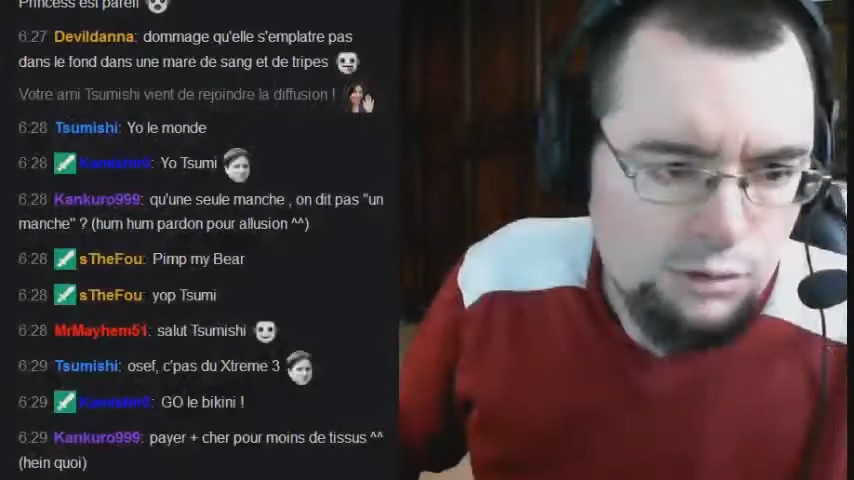 Princess est pareil
6:27 Devildanna: dommage qu'elle s'emplatre pas
dans le fond dans une mare de sang et de tripes
Votre ami Tsumishi vient de rejoindre la diffusion !
6:28 Tsumishi: Yo le monde
6:28 Yo Tsumi
6:28 Kankuro999: qu'une seule manche , on dit pas "un
manche" ? (hum hum pardon pour allusion ^^)
6:28 sTheFou: Pimp my Bear
6:28 sTheFou: yop Tsumi
6:28 MrMayhem51: salut Tsumishi
6:29 Tsumishi: osef, c'pas du Xtreme 3
6:29 GO le bikini !
6:29 Kankuro999: payer + cher pour moins de tissus ^^
(hein quoi)